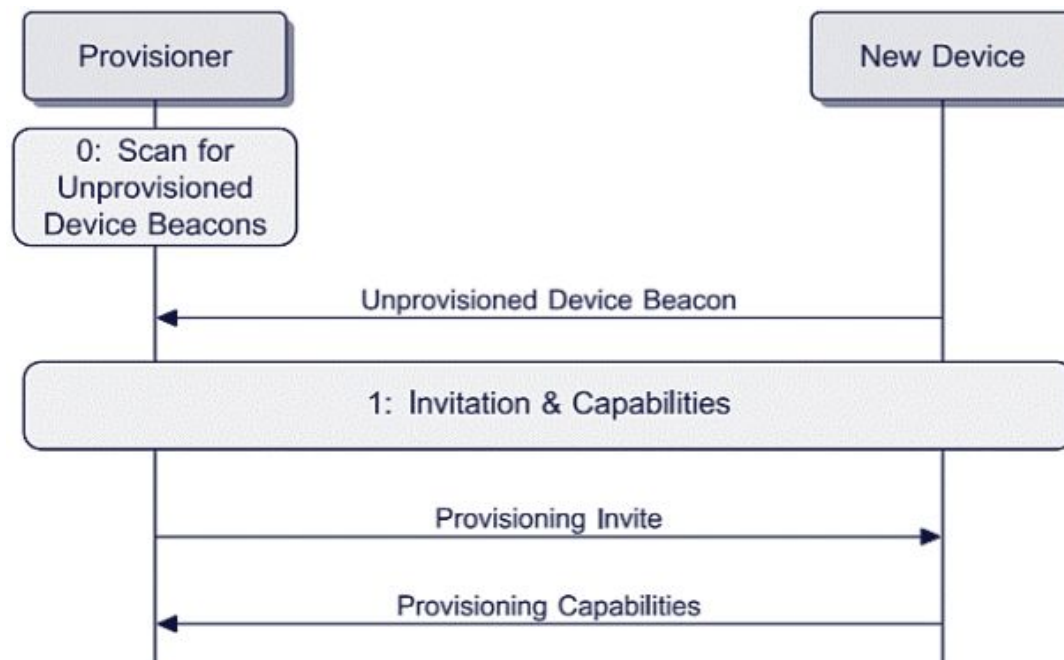 Provisioner
New Device
0: Scan for
Unprovisioned
Device Beacons
Unprovisioned Device Beacon
1: Invitation & Capabilities
Provisioning Invite
Provisioning Capabilities